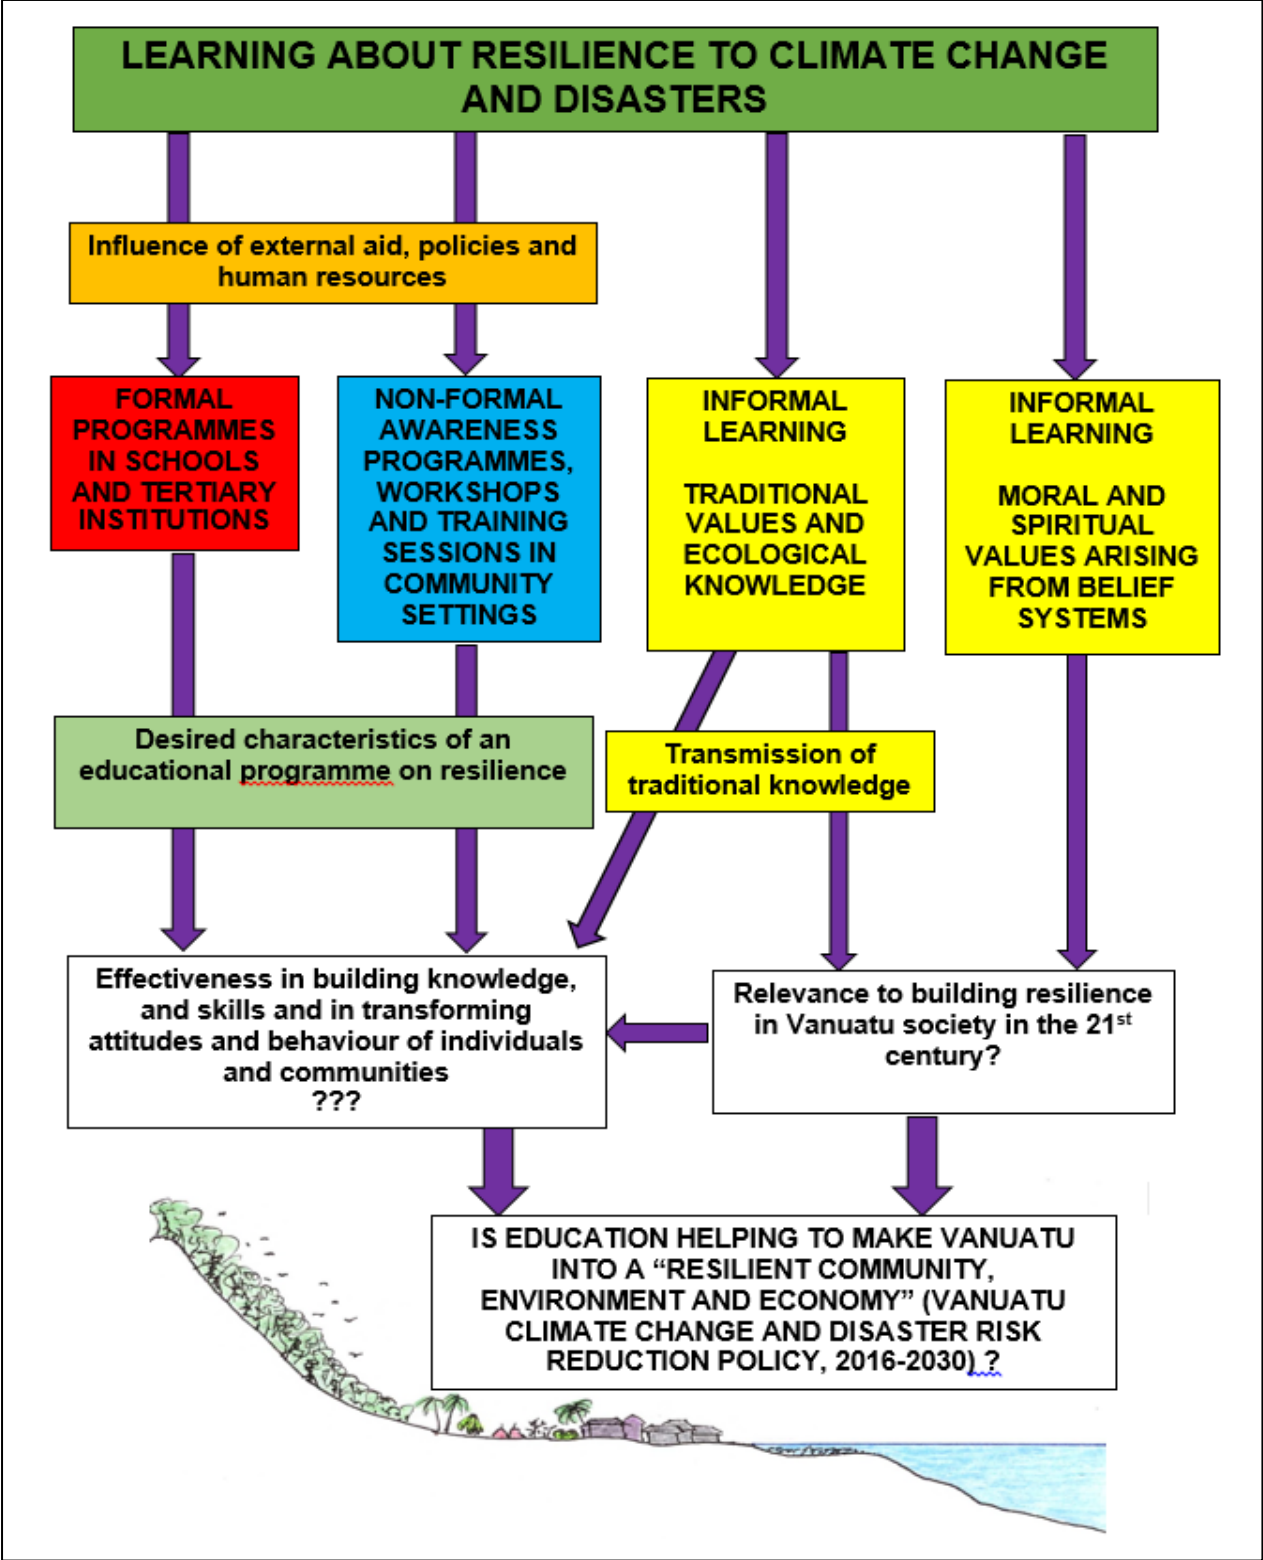 LEARNING ABOUT RESILIENCE TO CLIMATE CHANGE
AND DISASTERS
Influence of external aid, policies and
human resources
FORMAL
PROGRAMMES
IN SCHOOLS
AND TERTIARY
INSTITUTIONS
NON-FORMAL
AWARENESS
PROGRAMMES,
WORKSHOPS
AND TRAINING
SESSIONS IN
COMMUNITY
SETTINGS
INFORMAL
LEARNING
TRADITIONAL
VALUES AND
ECOLOGICAL
KNOWLEDGE
INFORMAL
LEARNING
MORAL AND
SPIRITUAL
VALUES ARISING
FROM BELIEF
SYSTEMS
Desired characteristics of an
educational programme on resilience
Transmission of
traditional knowledge
Effectiveness in building knowledge,
and skills and in transforming
attitudes and behaviour of individuals
and communities
???
Relevance to building resilience
in Vanuatu society in the 21st
century?
IS EDUCATION HELPING TO MAKE VANUATU
INTO A “RESILIENT COMMUNITY,
ENVIRONMENT AND ECONOMY” (VANUATU
CLIMATE CHANGE AND DISASTER RISK
REDUCTION POLICY, 2016-2030) ?